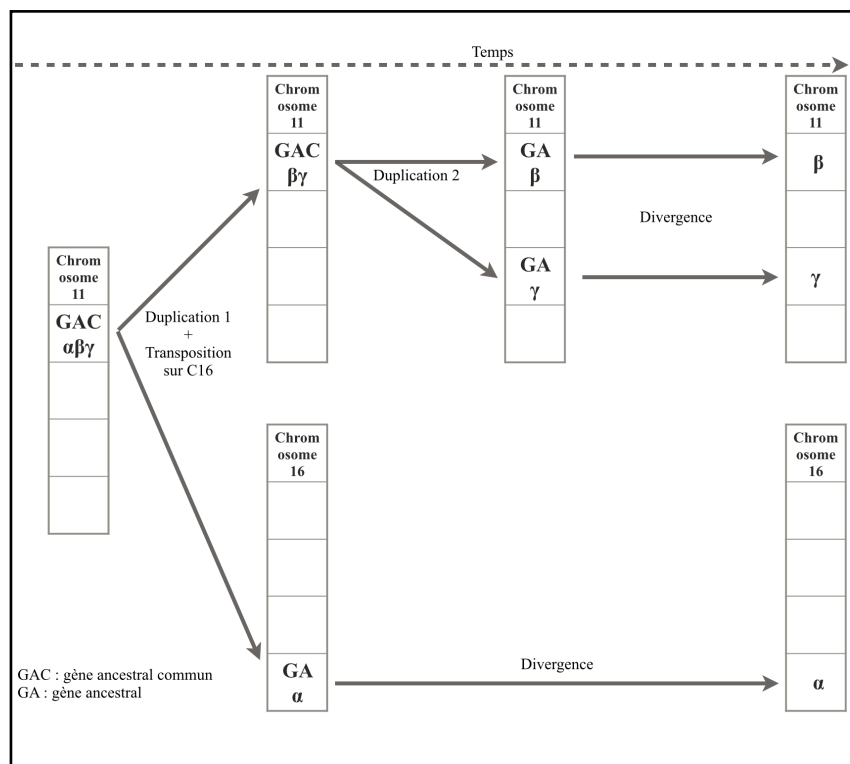 Temps
Chrom
osome
11
GAC
αβγ
Duplication 1
+
Transposition
sur C16
Chrom
osome
11
GAC
βγ
Duplication 2
Chrom
osome
11
GA
β
GA
γ
Divergence
Chrom
osome
11
β
γ
Chrom
osome
16
GA
α
Divergence
Chrom
osome
16
α
GAC : gène ancestral commun
GA : gène ancestral